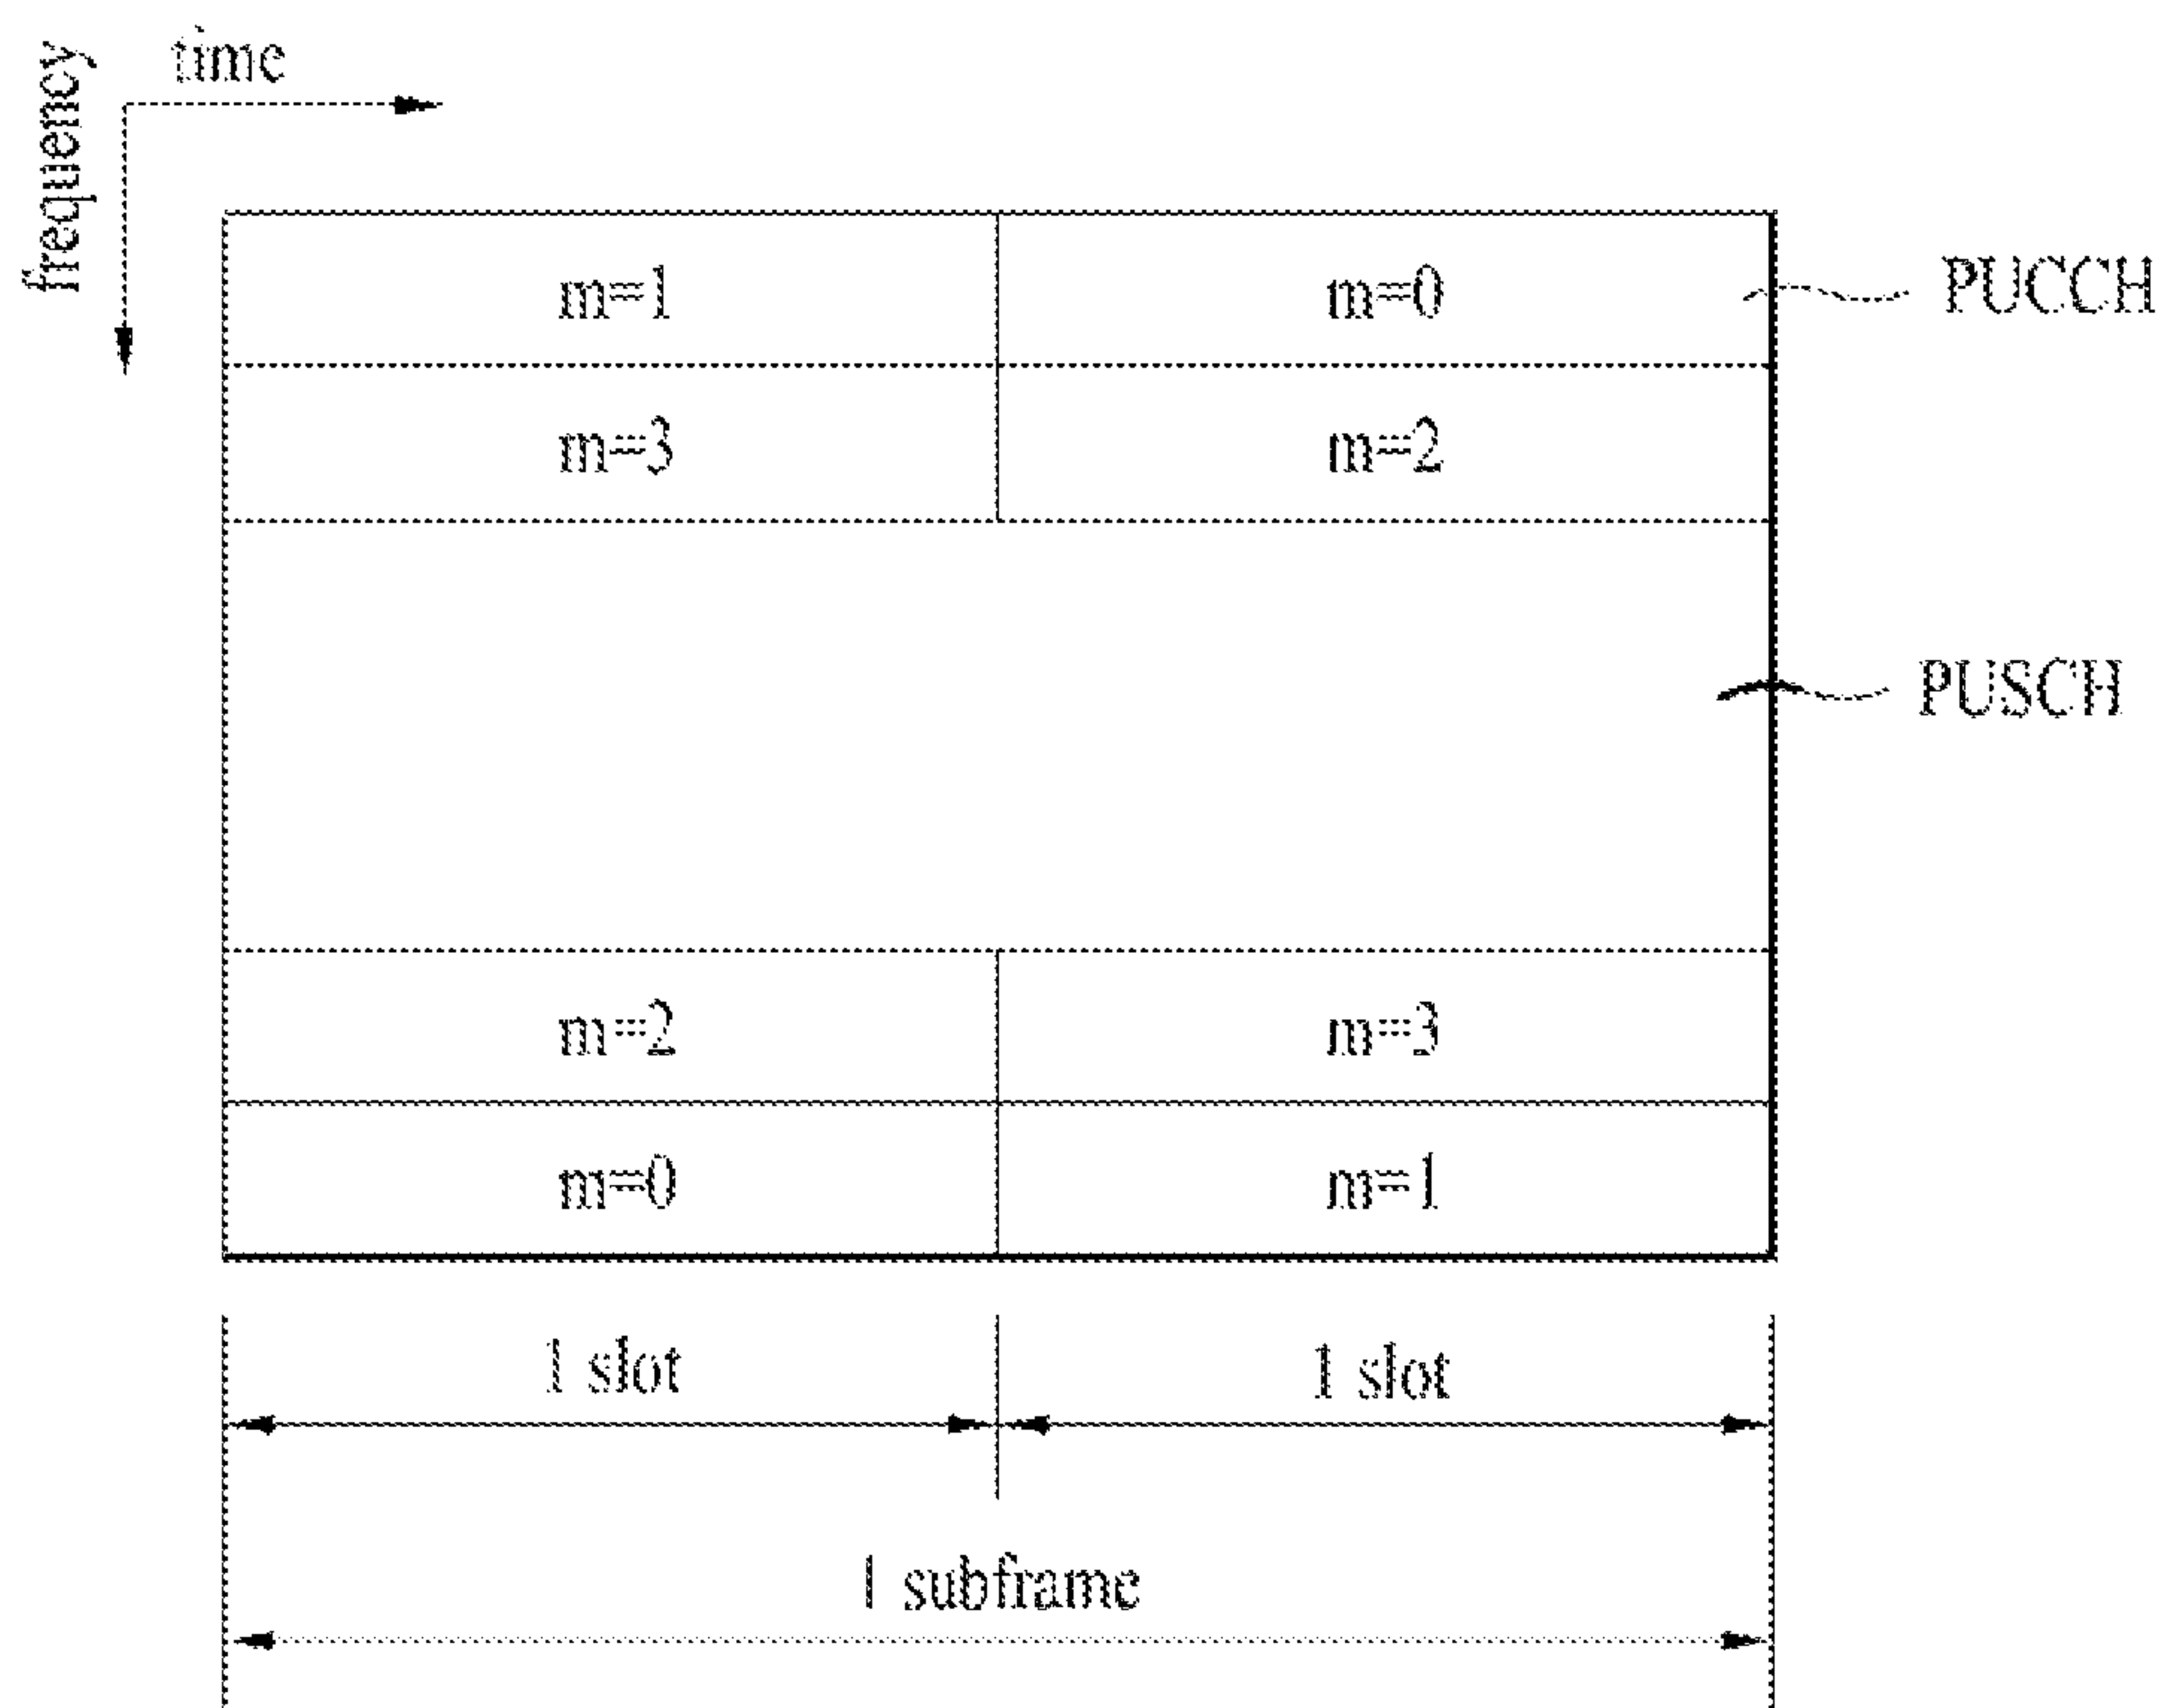 time
frequency
m=1 m=0 PUCCH
m=3 m=2
PUSCH
m=2 m=3
m=0 m=1
1 slot 1 slot
1 subframe